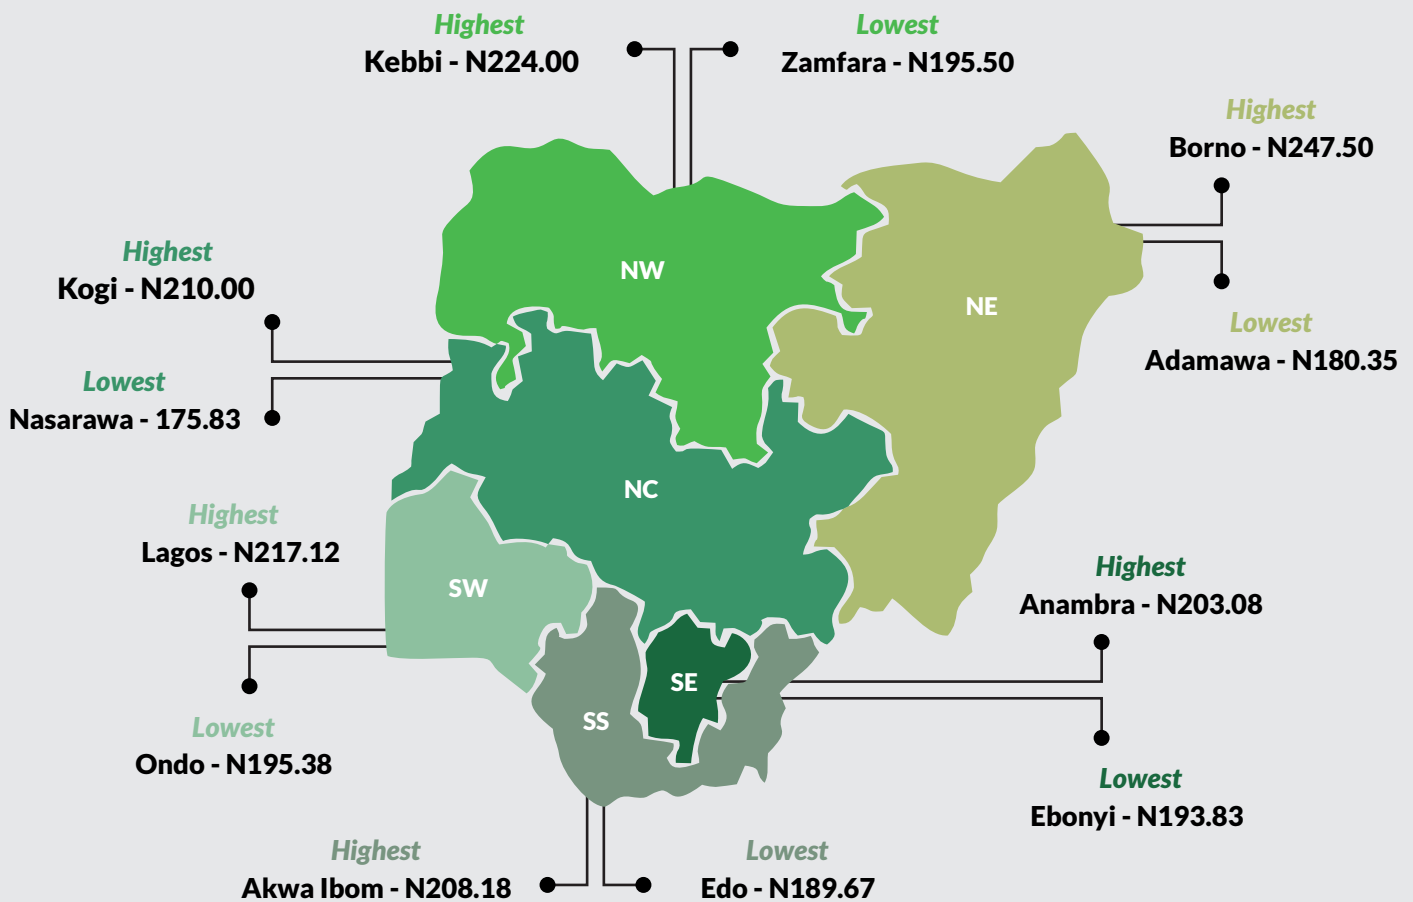 Highest
Kebbi - N224.00
Lowest
Zamfara - N195.50
Highest
Borno - N247.50
Lowest
Adamawa - N180.35
Highest
Kogi - N210.00
Lowest
Nasarawa - 175.83
NW
NE
NC
Highest
Lagos - N217.12
Lowest
Ondo - N195.38
SW
SS
SE
Highest
Anambra - N203.08
Lowest
Ebonyi - N193.83
Highest
Akwa Ibom - N208.18
Lowest
Edo - N189.67